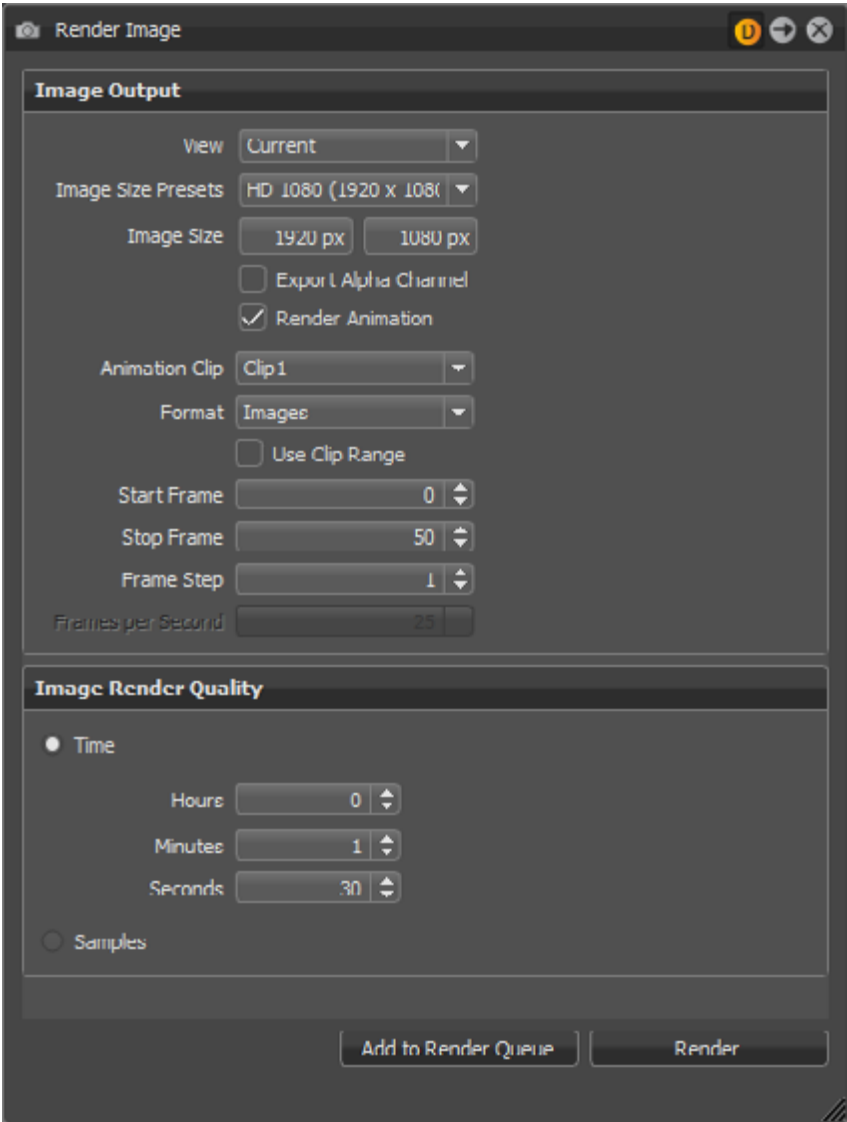 Render Image
Image Output
View Current
Image Size Presets HD 1080 (1920 x 108(
Image Size 1920 px 1080 px
Export Alpha Channel
Render Animation
Animation Clip Clip1
Format Images
Use Clip Range
Start Frame 0
Stop Frame 50
Frame Step 1
Frames per Second 25
Image Render Quality
Time
Hours 0
Minutes 1
Seconds 30
Samples
Add to Render Queue Render